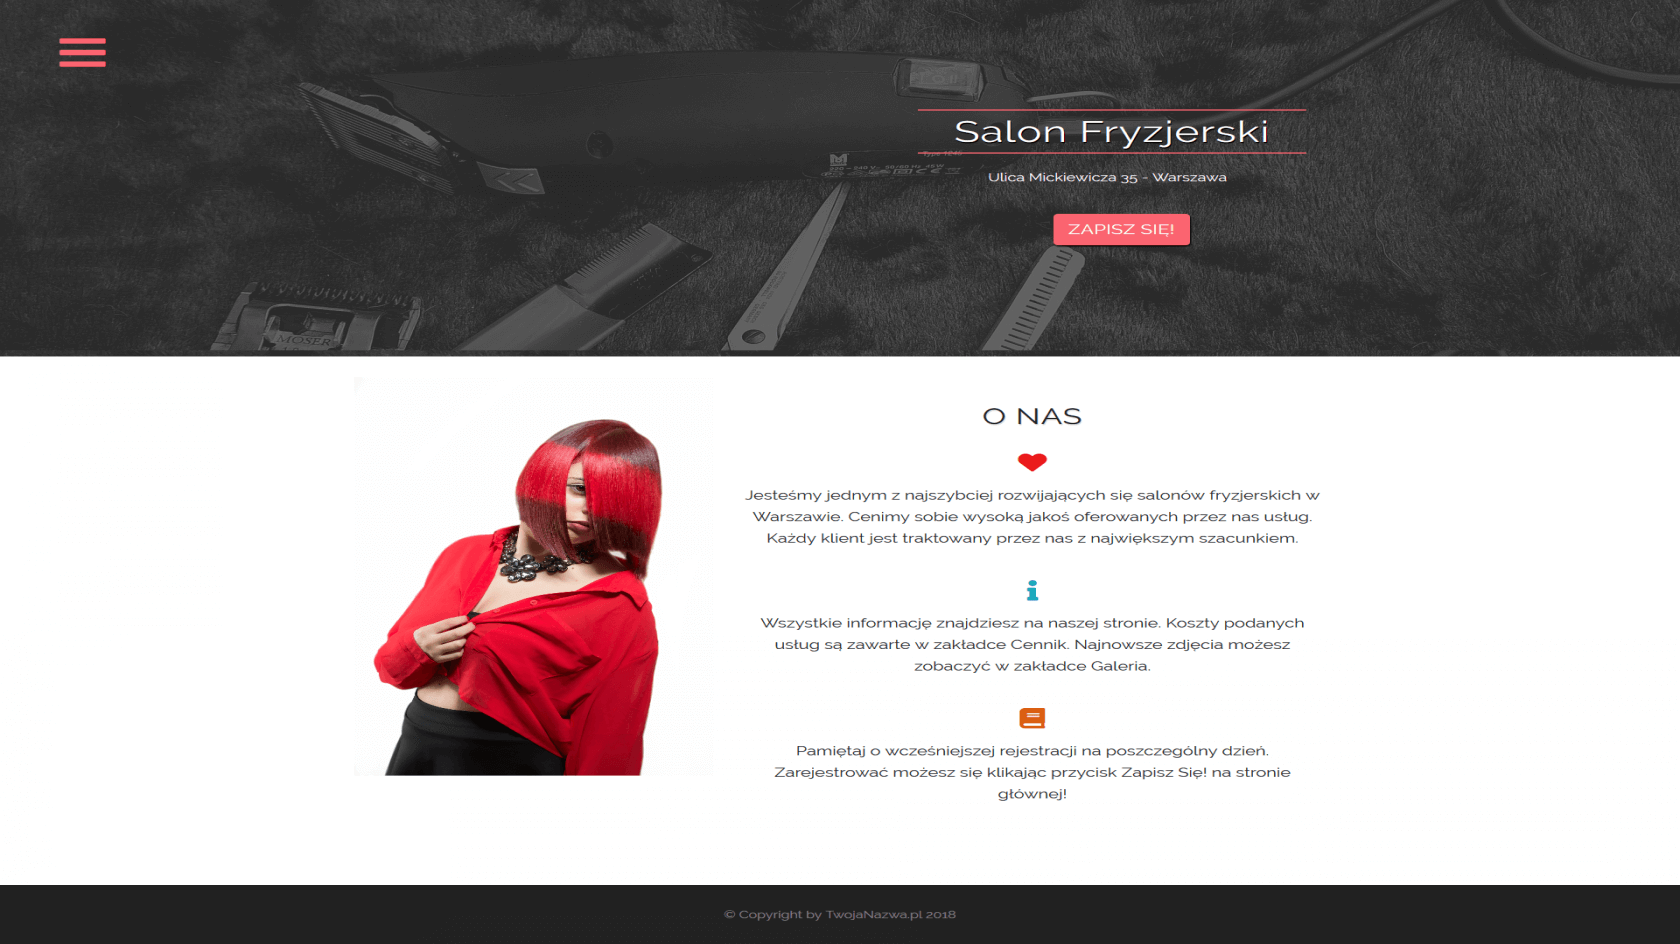 Salon Fryzjerski
Type 1045
Ulica Mickiewicza 35 - Warszawa
ZAPISZ SIĘ!
MOSER
O NAS
Jesteśmy jednym z najszybciej rozwijających się salonów fryzjerskich w
Warszawie. Cenimy sobie wysoką jakoś oferowanych przez nas usług.
Każdy klient jest traktowany przez nas z największym szacunkiem.
Wszystkie informację znajdziesz na naszej stronie. Koszty podanych
usług są zawarte w zakładce Cennik. Najnowsze zdjęcia możesz
zobaczyć w zakładce Galeria.
Pamiętaj o wcześniejszej rejestracji na poszczególny dzień.
Zarejestrować możesz się klikając przycisk Zapisz Się! na stronie
głównej!
© Copyright by TwojaNazwa.pl 2018